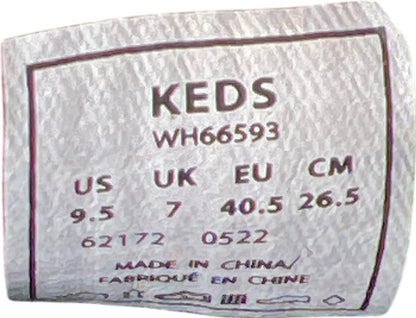 KEDS
WH66593
US UK EU CM
9.5 7 40.5 26.5
62172 0522
MADE IN CHINA/
FABRIQUÉ EN CHINE